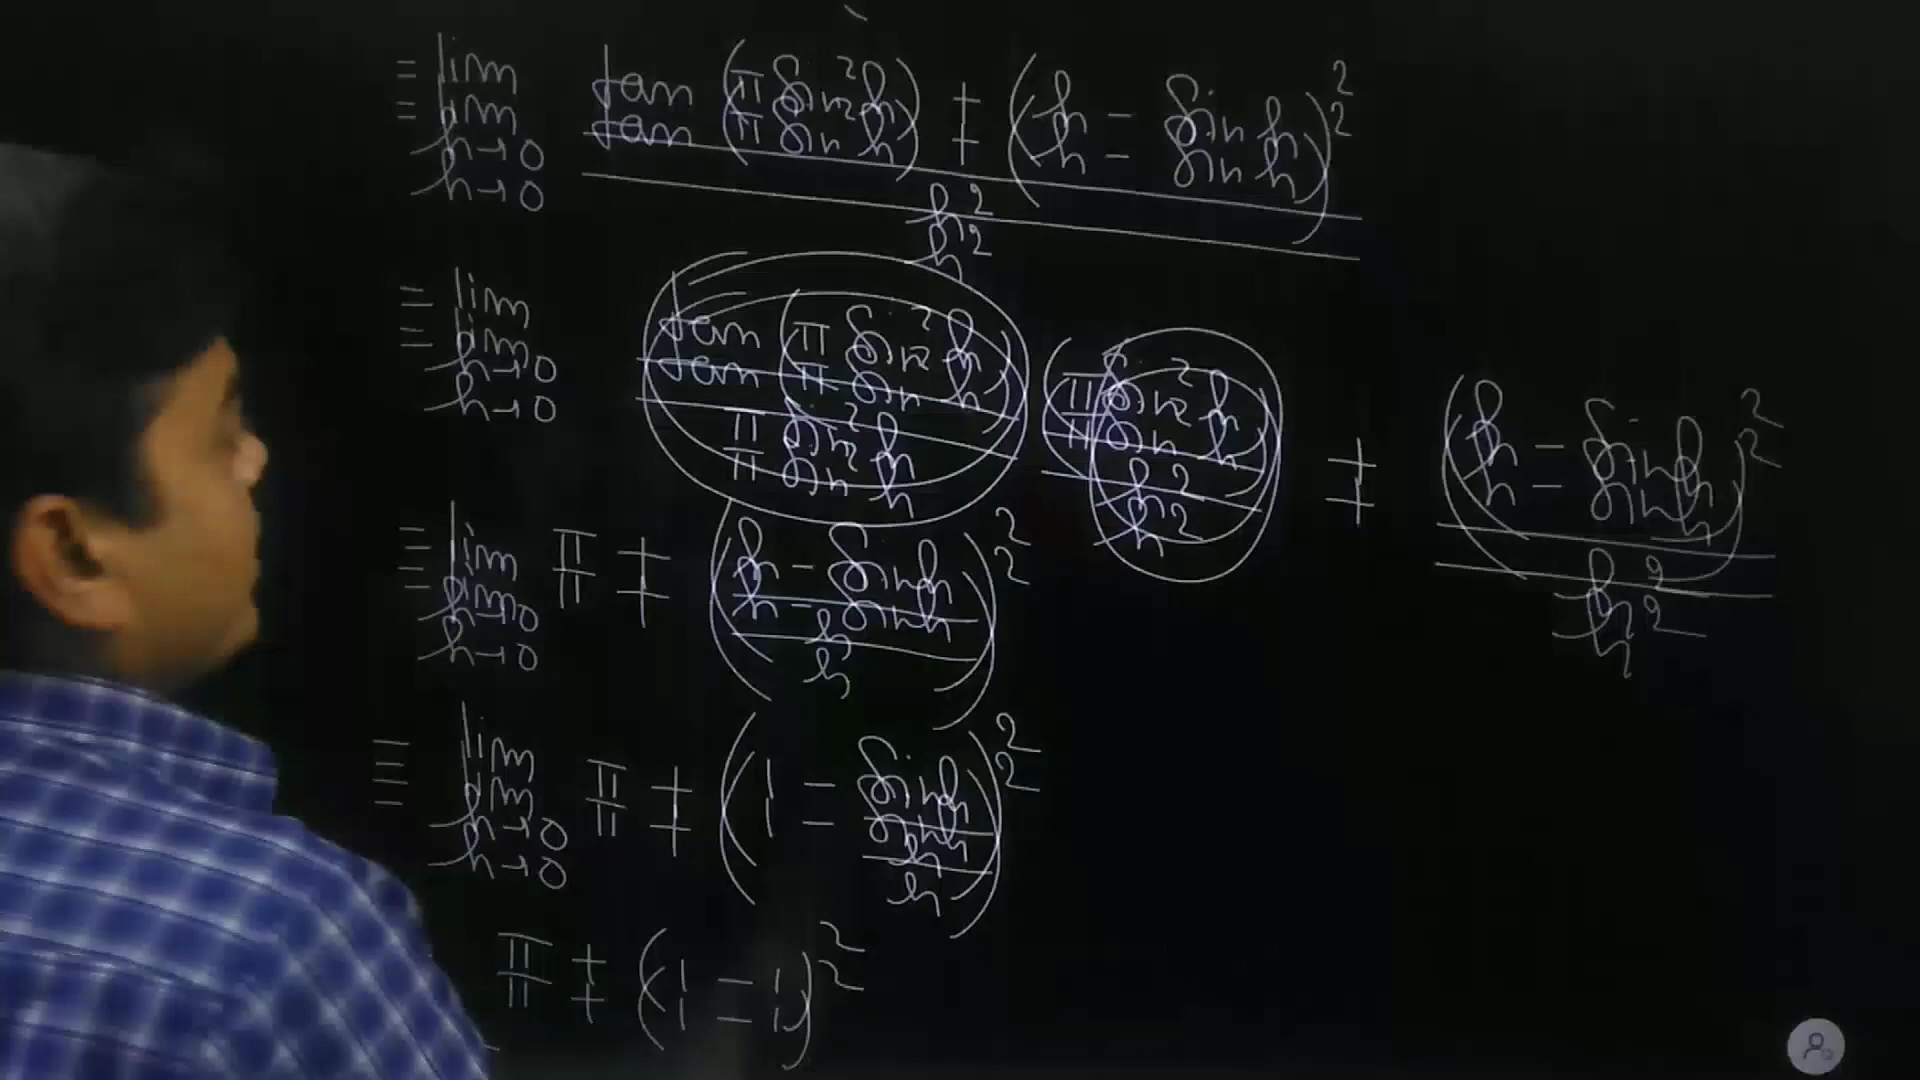 = lim h→0 (tan (π sin²h) + (h - sin h)²) / h²
= lim h→0 (tan (π sin²h) / (π sin²h)) (π sin²h / h²) + (h - sin h)² / h²
= lim h→0 π + ((h - sin h) / h)²
= lim h→0 π + (1 - sin h / h)²
π + (1 - 1)²